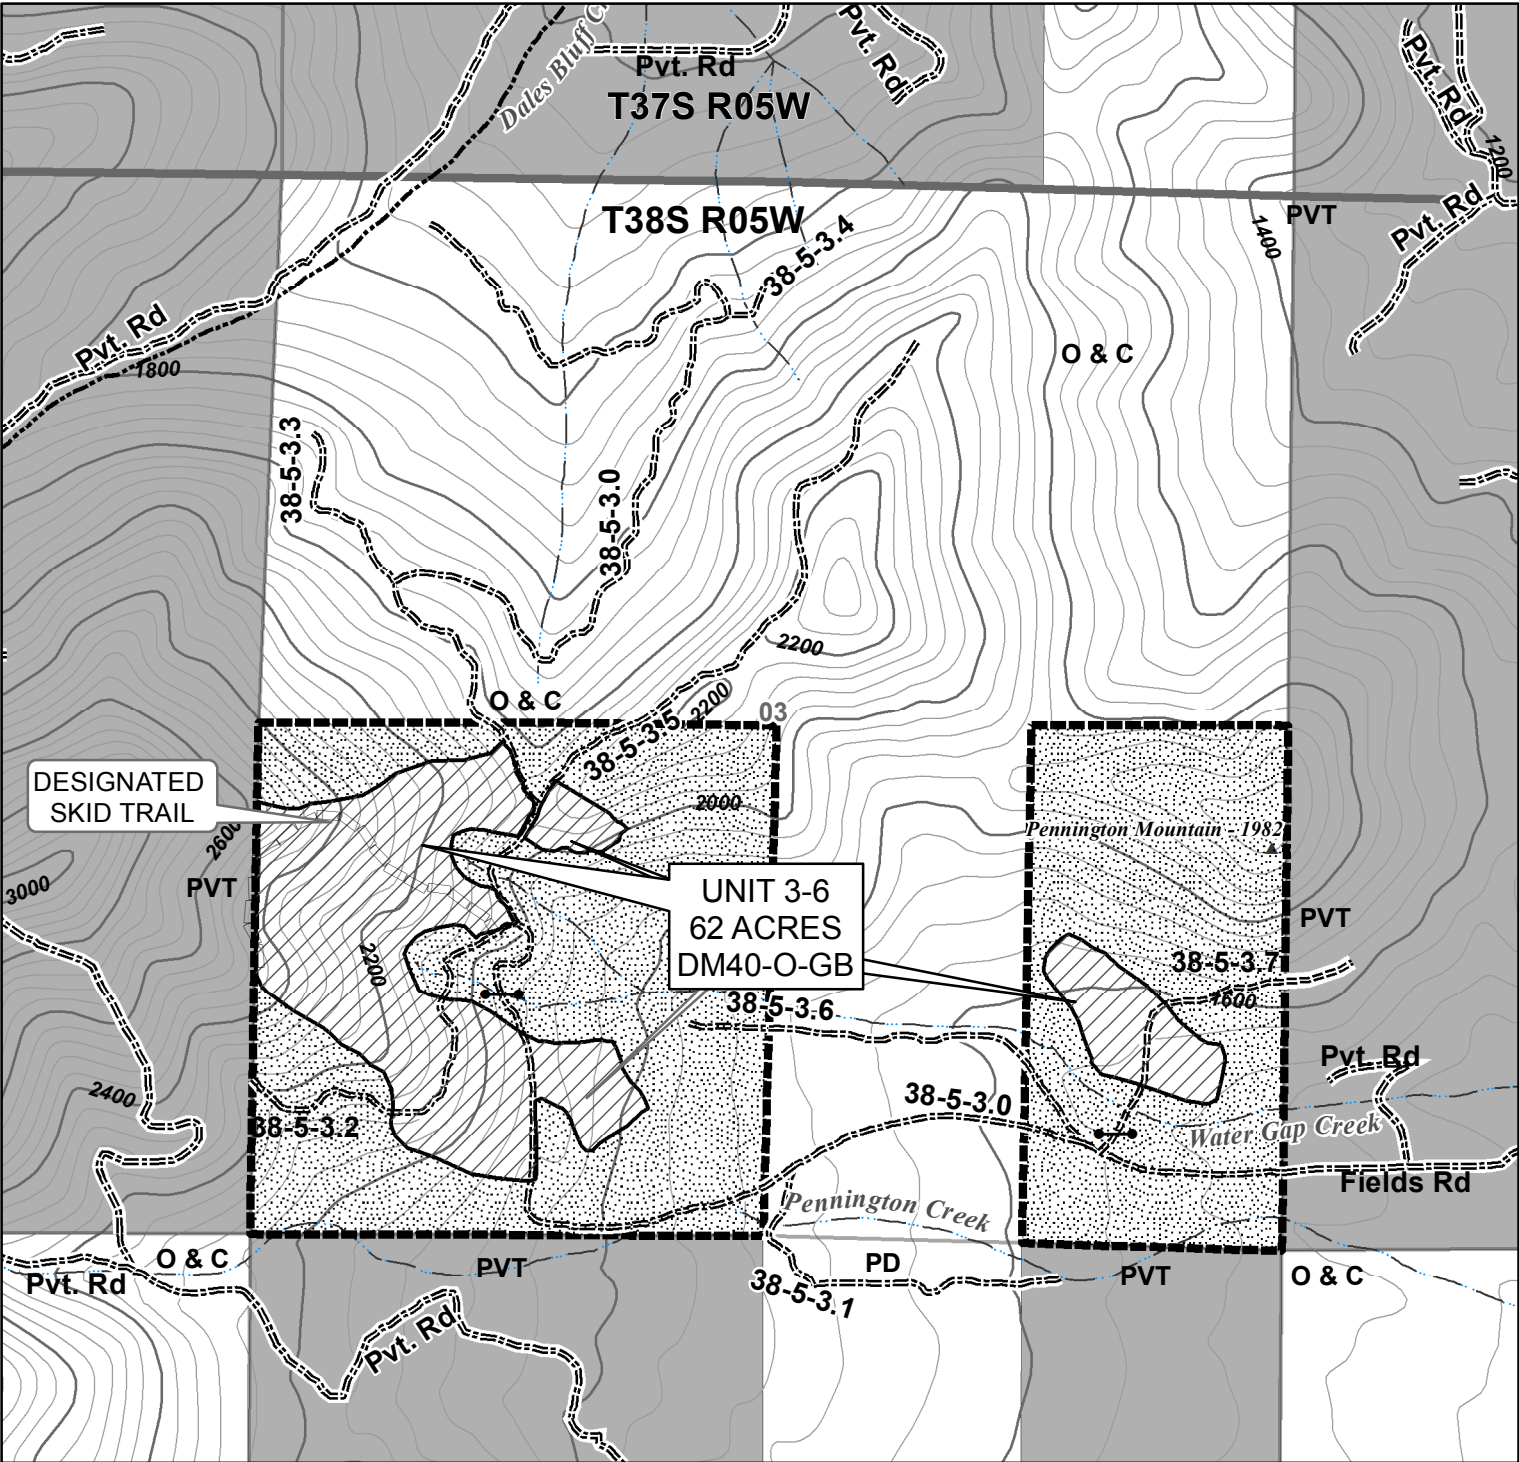 Dales Bluff C
Pvt. Rd
Pvt. Rd
Pvt. Rd
T37S R05W
1200
T38S R05W
PVT
Pvt. Rd
1400
38-5-3.4
Pvt. Rd
1800
O & C
38-5-3.3
38-5-3.0
2200
O & C
2200
03
38-5-3.5
DESIGNATED
SKID TRAIL
2000
2600
Pennington Mountain - 1982
3000
PVT
UNIT 3-6
62 ACRES
DM40-O-GB
PVT
2200
38-5-3.7
1600
38-5-3.6
Pvt. Rd
2400
38-5-3.0
38-5-3.2
Water Gap Creek
Fields Rd
Pennington Creek
O & C
Pvt. Rd
PVT
PD
PVT
O & C
38-5-3.1
Pvt. Rd